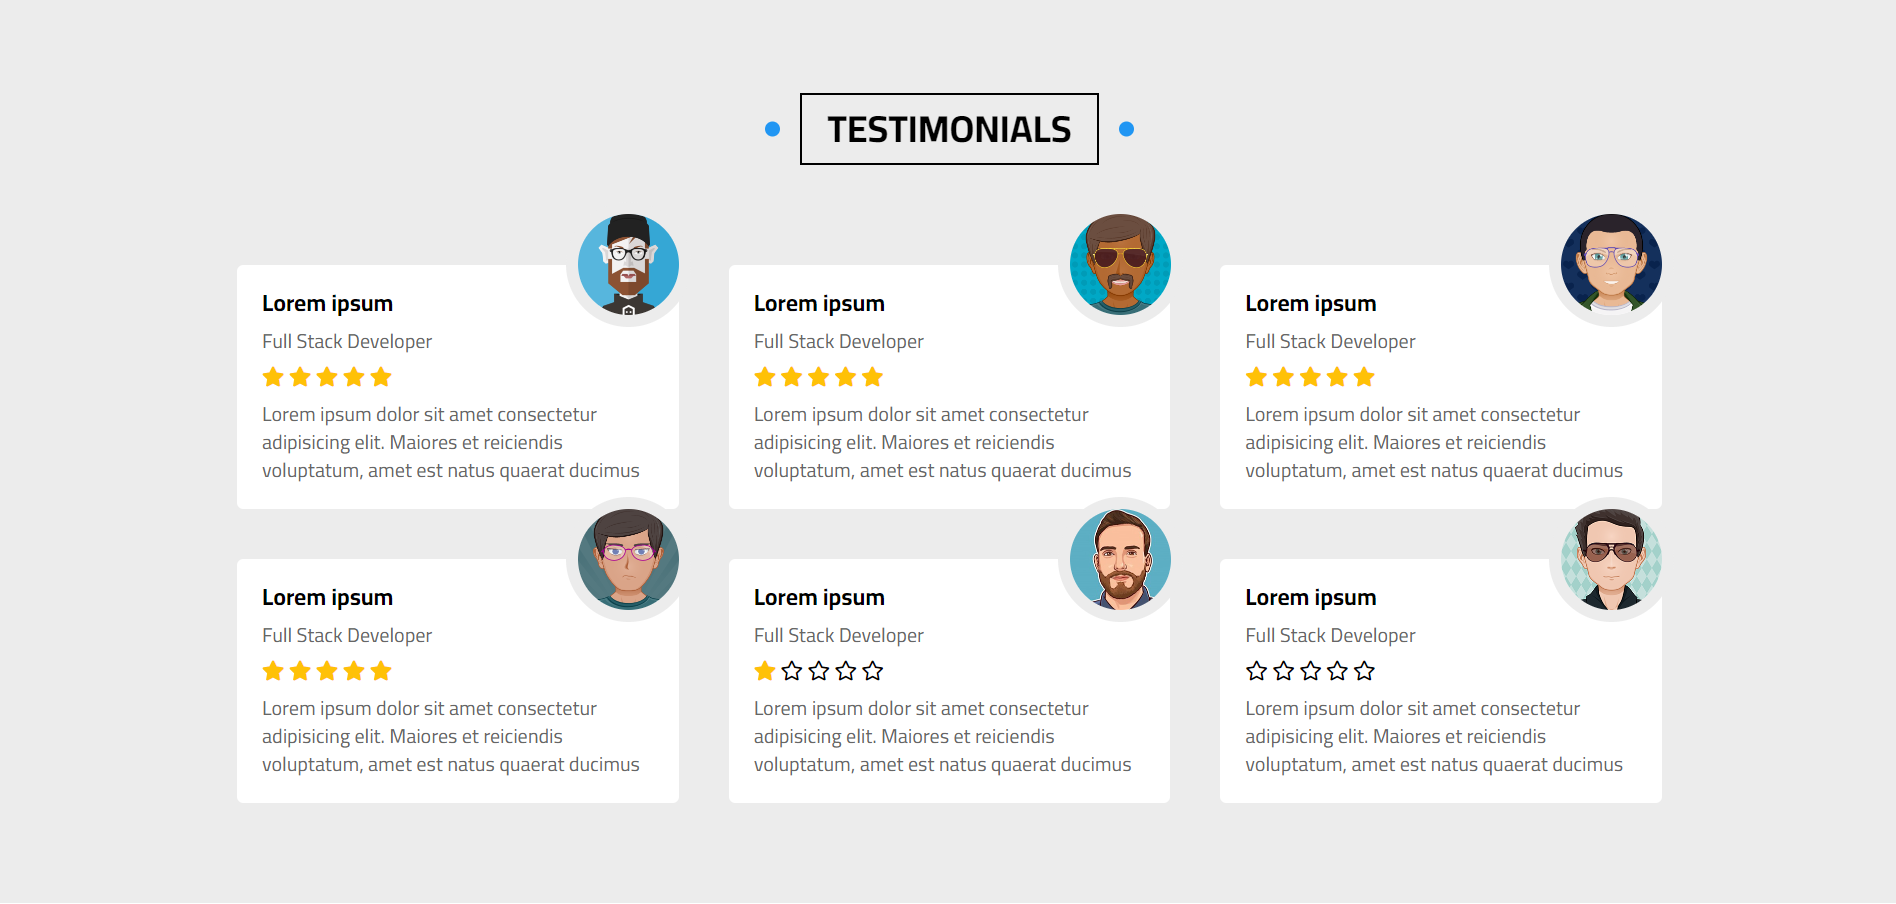 TESTIMONIALS
Lorem ipsum
Full Stack Developer
Lorem ipsum dolor sit amet consectetur
adipisicing elit. Maiores et reiciendis
voluptatum, amet est natus quaerat ducimus
Lorem ipsum
Full Stack Developer
Lorem ipsum dolor sit amet consectetur
adipisicing elit. Maiores et reiciendis
voluptatum, amet est natus quaerat ducimus
Lorem ipsum
Full Stack Developer
Lorem ipsum dolor sit amet consectetur
adipisicing elit. Maiores et reiciendis
voluptatum, amet est natus quaerat ducimus
Lorem ipsum
Full Stack Developer
Lorem ipsum dolor sit amet consectetur
adipisicing elit. Maiores et reiciendis
voluptatum, amet est natus quaerat ducimus
Lorem ipsum
Full Stack Developer
Lorem ipsum dolor sit amet consectetur
adipisicing elit. Maiores et reiciendis
voluptatum, amet est natus quaerat ducimus
Lorem ipsum
Full Stack Developer
Lorem ipsum dolor sit amet consectetur
adipisicing elit. Maiores et reiciendis
voluptatum, amet est natus quaerat ducimus